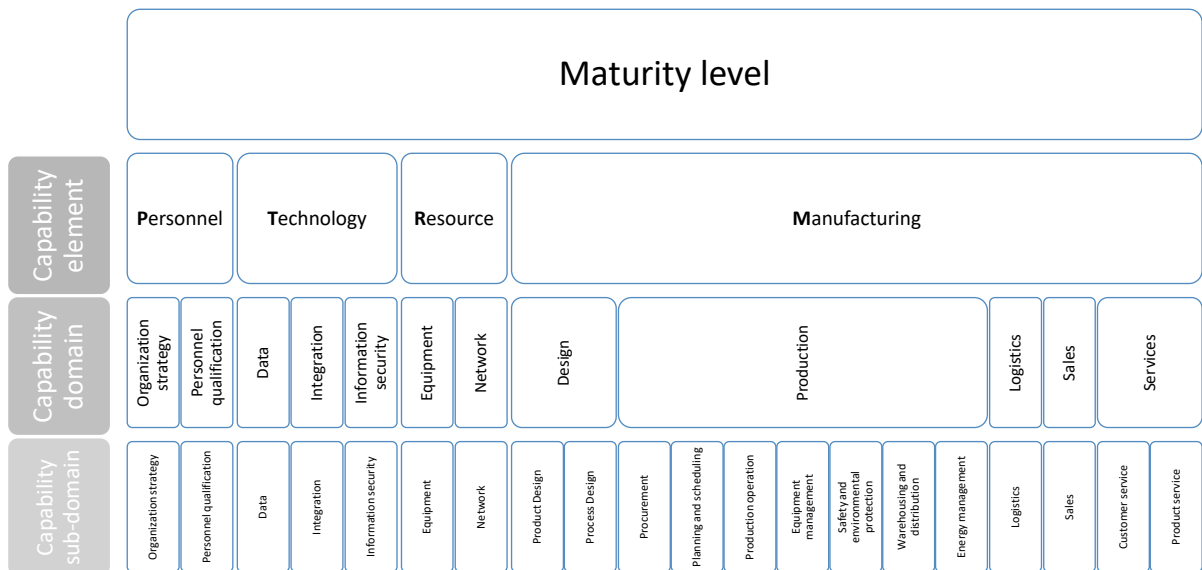 Maturity level
Capability
element
Personnel
Technology
Resource
Manufacturing
Capability
domain
Organization
strategy
Personnel
qualification
Data
Integration
Information
security
Equipment
Network
Design
Production
Logistics
Sales
Services
Capability
sub-domain
Organization strategy
Personnel qualification
Data
Integration
Information security
Equipment
Network
Product Design
Process Design
Procurement
Planning and scheduling
Production operation
Equipment
management
Safety and
environmental
protection
Warehousing and
distribution
Energy management
Logistics
Sales
Customer service
Product service